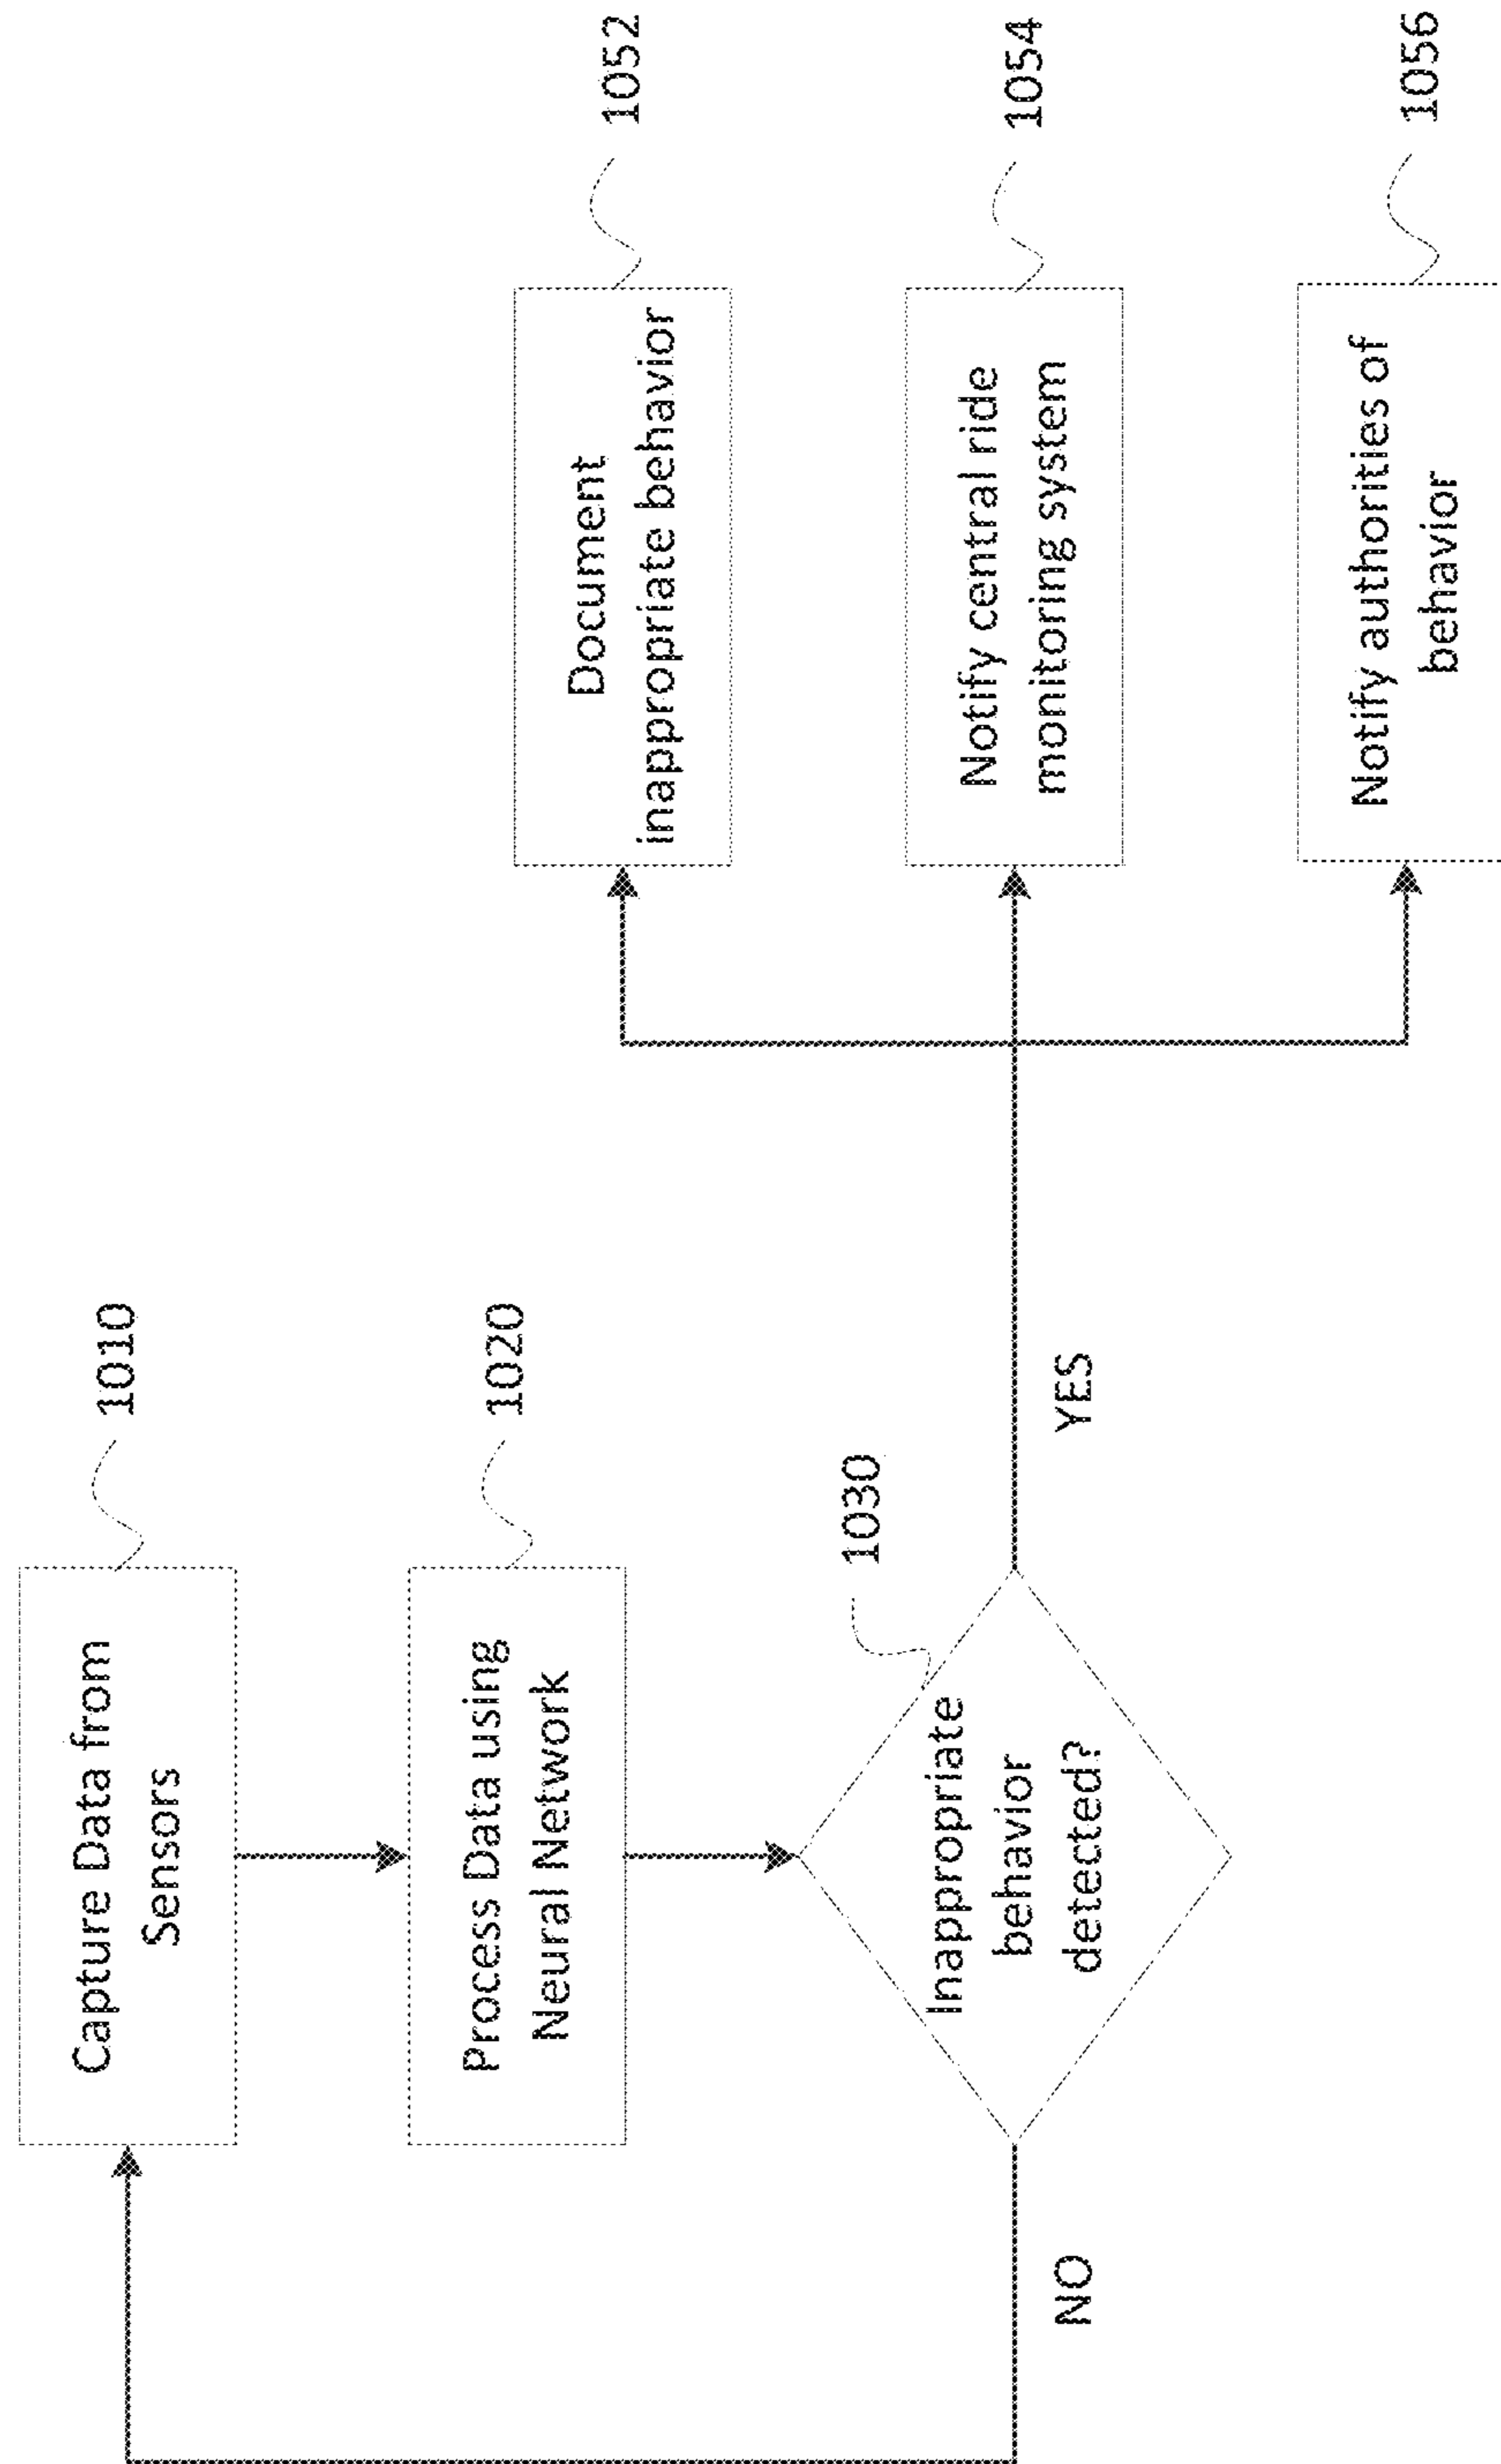 Capture Data from
Sensors
1010
Process Data using
Neural Network
1020
Inappropriate
behavior
detected?
1030
NO
YES
Document
inappropriate behavior
1052
Notify central ride
monitoring system
1054
Notify authorities of
behavior
1056